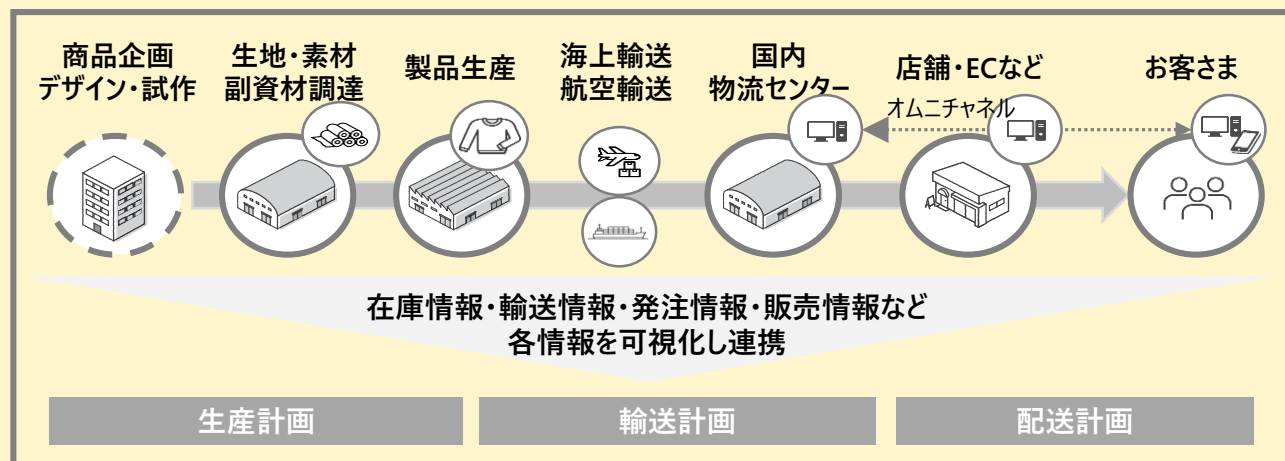 商品企画
デザイン・試作
生地・素材
副資材調達
製品生産
海上輸送
航空輸送
国内
物流センター
店舗・ECなど
オムニチャネル
お客さま
在庫情報・輸送情報・発注情報・販売情報など
各情報を可視化し連携
生産計画
輸送計画
配送計画